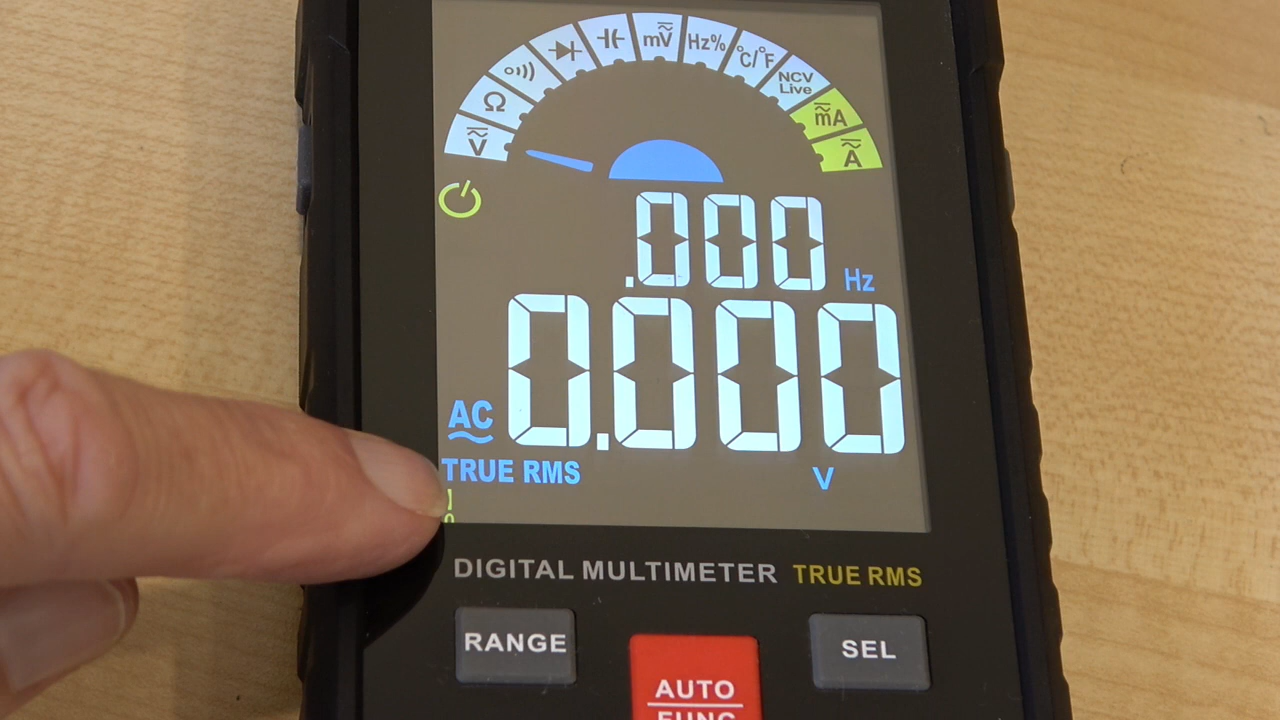 V
Ω
mV
Hz%
°C/°F
NCV
Live
mA
A
.000 Hz
AC 0.000
TRUE RMS V
DIGITAL MULTIMETER TRUE RMS
RANGE
SEL
AUTO
FUNC